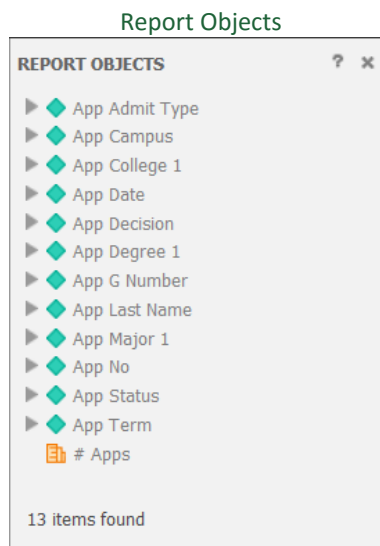 Report Objects
REPORT OBJECTS ? ×
App Admit Type
App Campus
App College 1
App Date
App Decision
App Degree 1
App G Number
App Last Name
App Major 1
App No
App Status
App Term
# Apps
13 items found